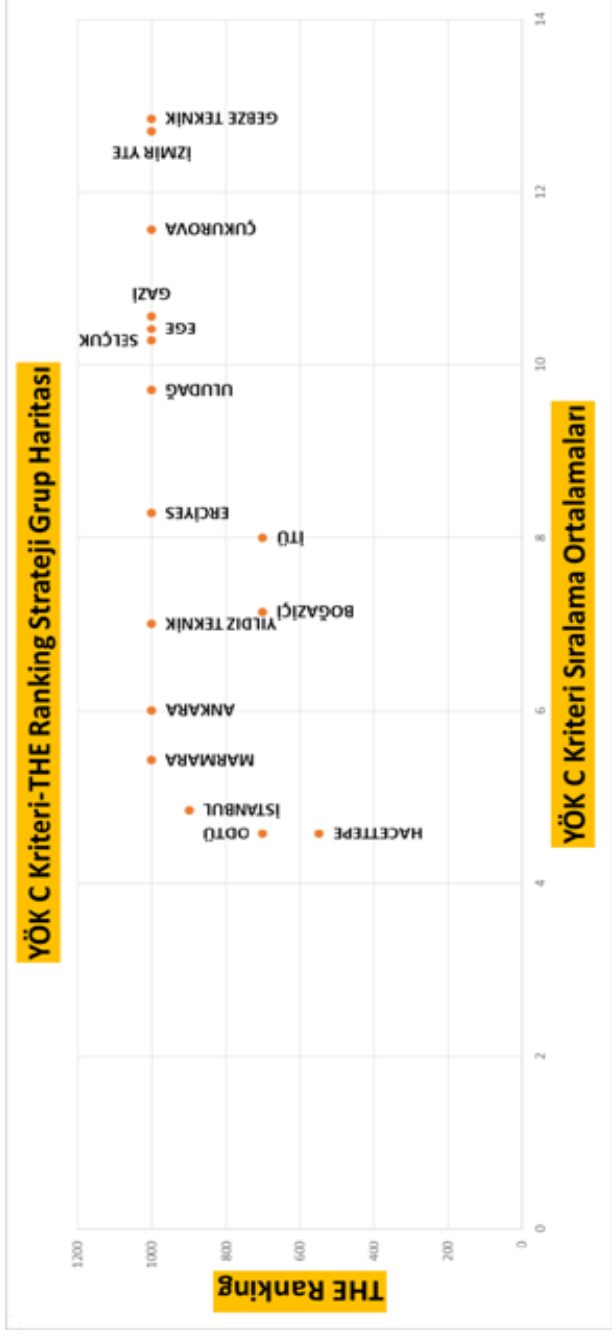 YÖK C Kriteri-THE Ranking Strateji Grup Haritası
THE Ranking
1200
1000
800
600
400
200
0
HACETTEPE
ODTÜ
İSTANBUL
MARMARA
ANKARA
YILDIZ TEKNİK
BOĞAZİÇİ
İTÜ
ERCİYES
ULUDAĞ
SELÇUK
EGE
GAZİ
ÇUKUROVA
İZMİR YTE
GEBZE TEKNİK
0 2 4 6 8 10 12 14
YÖK C Kriteri Sıralama Ortalamaları